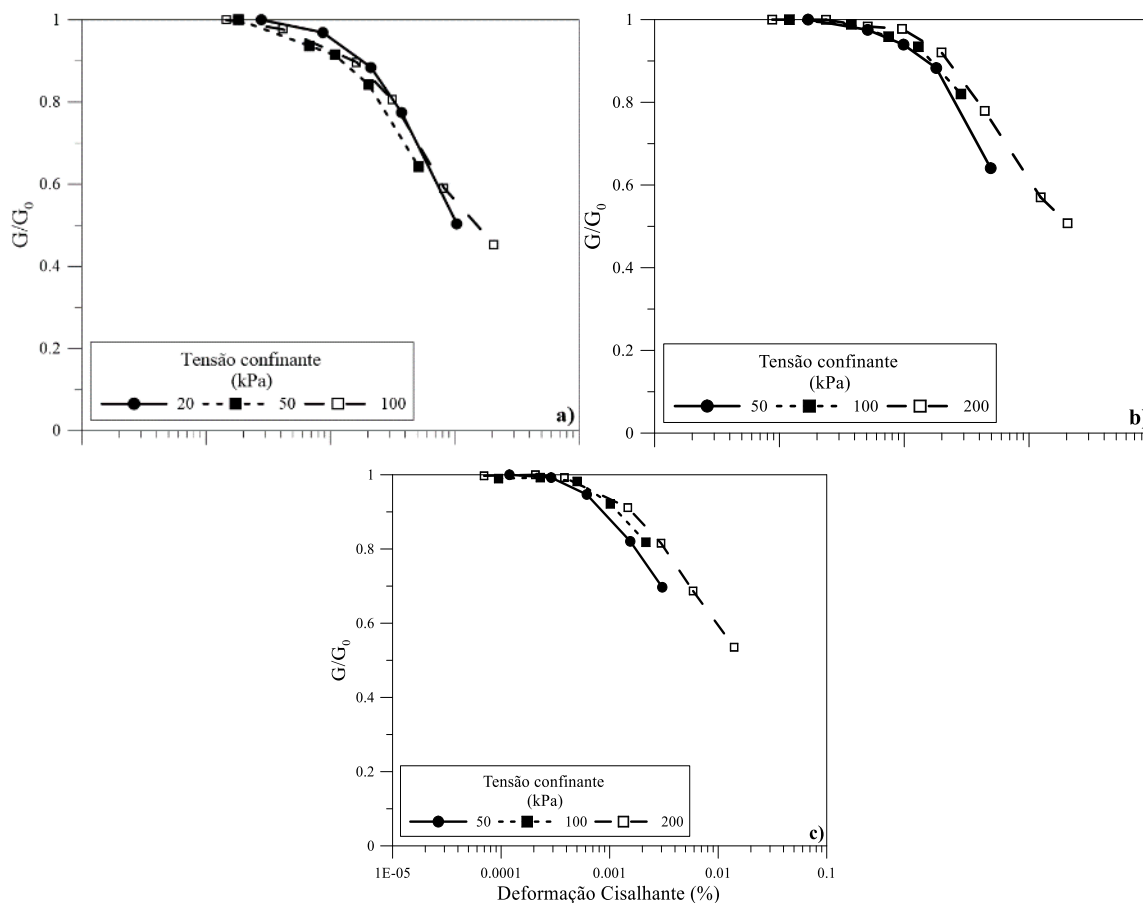 1
0.8
0.6
0.4
0.2
0
G/G0
Tensão confinante
(kPa)
20 50 100
a)
1
0.8
0.6
0.4
0.2
0
G/G0
Tensão confinante
(kPa)
50 100 200
b)
1
0.8
0.6
0.4
0.2
0
G/G0
Tensão confinante
(kPa)
50 100 200
c)
1E-05 0.0001 0.001 0.01 0.1
Deformação Cisalhante (%)